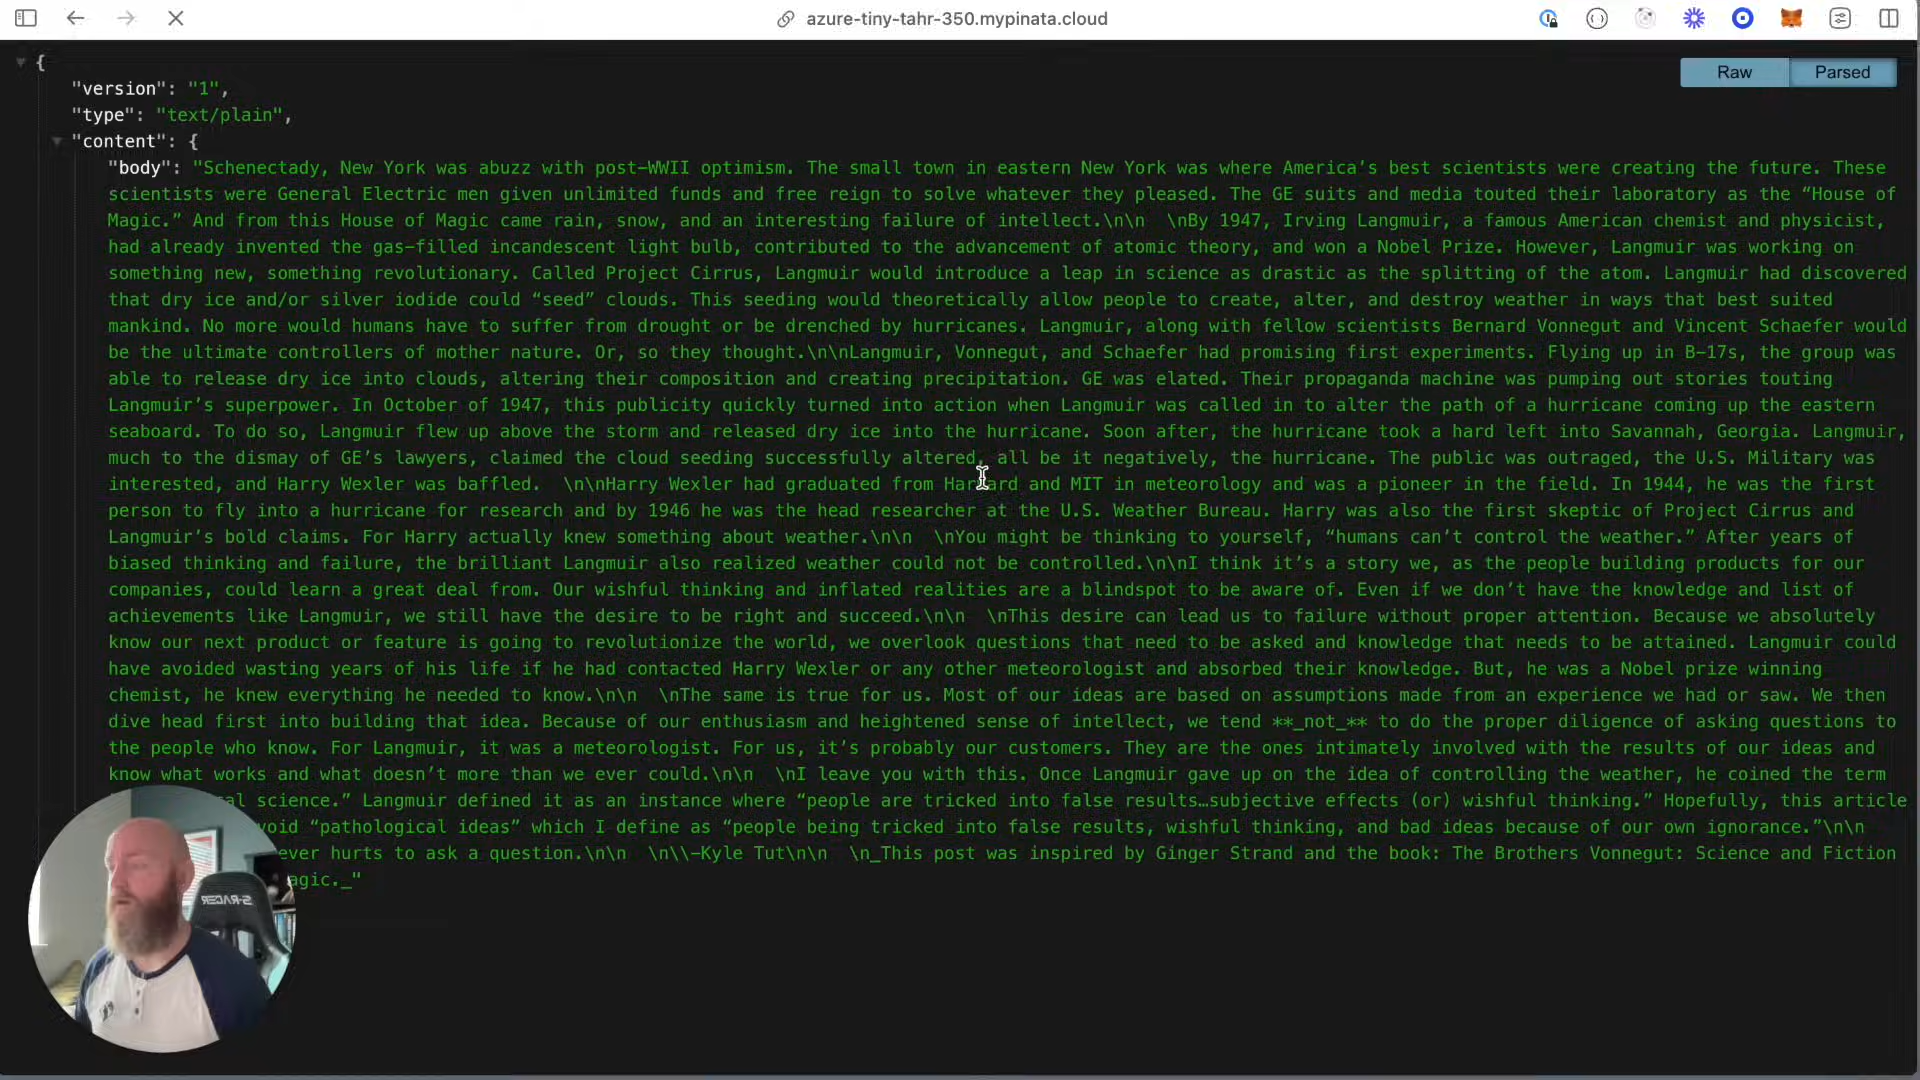 azure-tiny-tahr-350.mypinata.cloud
Raw Parsed
{
"version": "1",
"type": "text/plain",
"content": {
"body": "Schenectady, New York was abuzz with post-WWII optimism. The small town in eastern New York was where America’s best scientists were creating the future. These
scientists were General Electric men given unlimited funds and free reign to solve whatever they pleased. The GE suits and media touted their laboratory as the “House of
Magic.” And from this House of Magic came rain, snow, and an interesting failure of intellect.\n\n  \nBy 1947, Irving Langmuir, a famous American chemist and physicist,
had already invented the gas-filled incandescent light bulb, contributed to the advancement of atomic theory, and won a Nobel Prize. However, Langmuir was working on
something new, something revolutionary. Called Project Cirrus, Langmuir would introduce a leap in science as drastic as the splitting of the atom. Langmuir had discovered
that dry ice and/or silver iodide could “seed” clouds. This seeding would theoretically allow people to create, alter, and destroy weather in ways that best suited
mankind. No more would humans have to suffer from drought or be drenched by hurricanes. Langmuir, along with fellow scientists Bernard Vonnegut and Vincent Schaefer would
be the ultimate controllers of mother nature. Or, so they thought.\n\nLangmuir, Vonnegut, and Schaefer had promising first experiments. Flying up in B-17s, the group was
able to release dry ice into clouds, altering their composition and creating precipitation. GE was elated. Their propaganda machine was pumping out stories touting
Langmuir’s superpower. In October of 1947, this publicity quickly turned into action when Langmuir was called in to alter the path of a hurricane coming up the eastern
seaboard. To do so, Langmuir flew up above the storm and released dry ice into the hurricane. Soon after, the hurricane took a hard left into Savannah, Georgia. Langmuir,
much to the dismay of GE’s lawyers, claimed the cloud seeding successfully altered, all be it negatively, the hurricane. The public was outraged, the U.S. Military was
interested, and Harry Wexler was baffled.  \n\nHarry Wexler had graduated from Harvard and MIT in meteorology and was a pioneer in the field. In 1944, he was the first
person to fly into a hurricane for research and by 1946 he was the head researcher at the U.S. Weather Bureau. Harry was also the first skeptic of Project Cirrus and
Langmuir’s bold claims. For Harry actually knew something about weather.\n\n  \nYou might be thinking to yourself, “humans can’t control the weather.” After years of
biased thinking and failure, the brilliant Langmuir also realized weather could not be controlled.\n\nI think it’s a story we, as the people building products for our
companies, could learn a great deal from. Our wishful thinking and inflated realities are a blindspot to be aware of. Even if we don’t have the knowledge and list of
achievements like Langmuir, we still have the desire to be right and succeed.\n\n  \nThis desire can lead us to failure without proper attention. Because we absolutely
know our next product or feature is going to revolutionize the world, we overlook questions that need to be asked and knowledge that needs to be attained. Langmuir could
have avoided wasting years of his life if he had contacted Harry Wexler or any other meteorologist and absorbed their knowledge. But, he was a Nobel prize winning
chemist, he knew everything he needed to know.\n\n  \nThe same is true for us. Most of our ideas are based on assumptions made from an experience we had or saw. We then
dive head first into building that idea. Because of our enthusiasm and heightened sense of intellect, we tend **_not_** to do the proper diligence of asking questions to
the people who know. For Langmuir, it was a meteorologist. For us, it’s probably our customers. They are the ones intimately involved with the results of our ideas and
know what works and what doesn’t more than we ever could.\n\n  \nI leave you with this. Once Langmuir gave up on the idea of controlling the weather, he coined the term
al science.” Langmuir defined it as an instance where “people are tricked into false results…subjective effects (or) wishful thinking.” Hopefully, this article
void “pathological ideas” which I define as “people being tricked into false results, wishful thinking, and bad ideas because of our own ignorance.”\n\n
ever hurts to ask a question.\n\n  \n\\-Kyle Tut\n\n  \n_This post was inspired by Ginger Strand and the book: The Brothers Vonnegut: Science and Fiction
agic._"
S-RACER